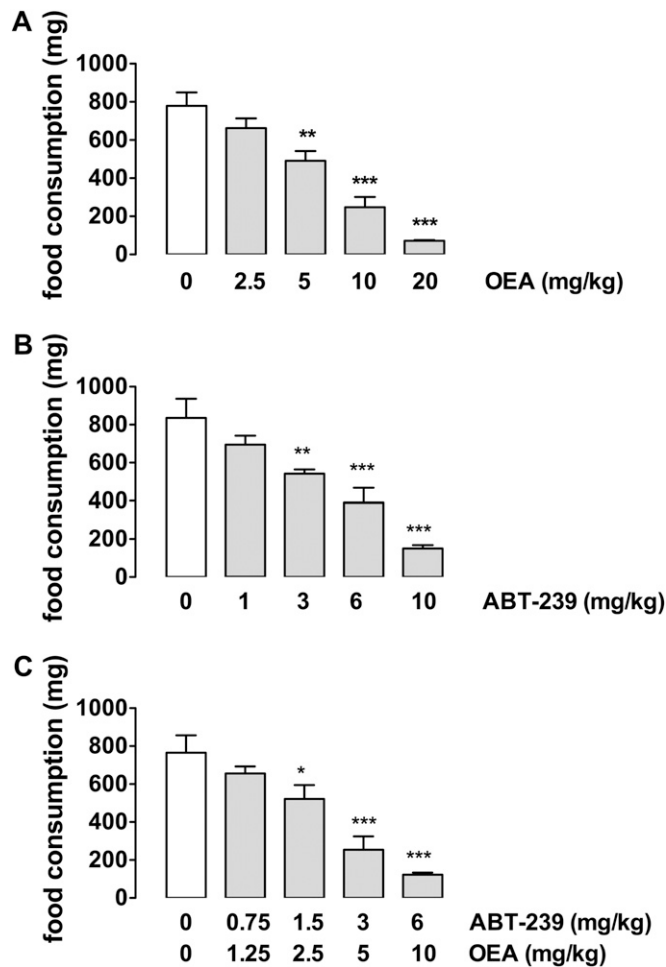 A
food consumption (mg)
1000
800
600
400
200
0
** *** ***
0 2.5 5 10 20 OEA (mg/kg)
B
food consumption (mg)
1000
800
600
400
200
0
** *** ***
0 1 3 6 10 ABT-239 (mg/kg)
C
food consumption (mg)
1000
800
600
400
200
0
* *** ***
0 0.75 1.5 3 6 ABT-239 (mg/kg)
0 1.25 2.5 5 10 OEA (mg/kg)